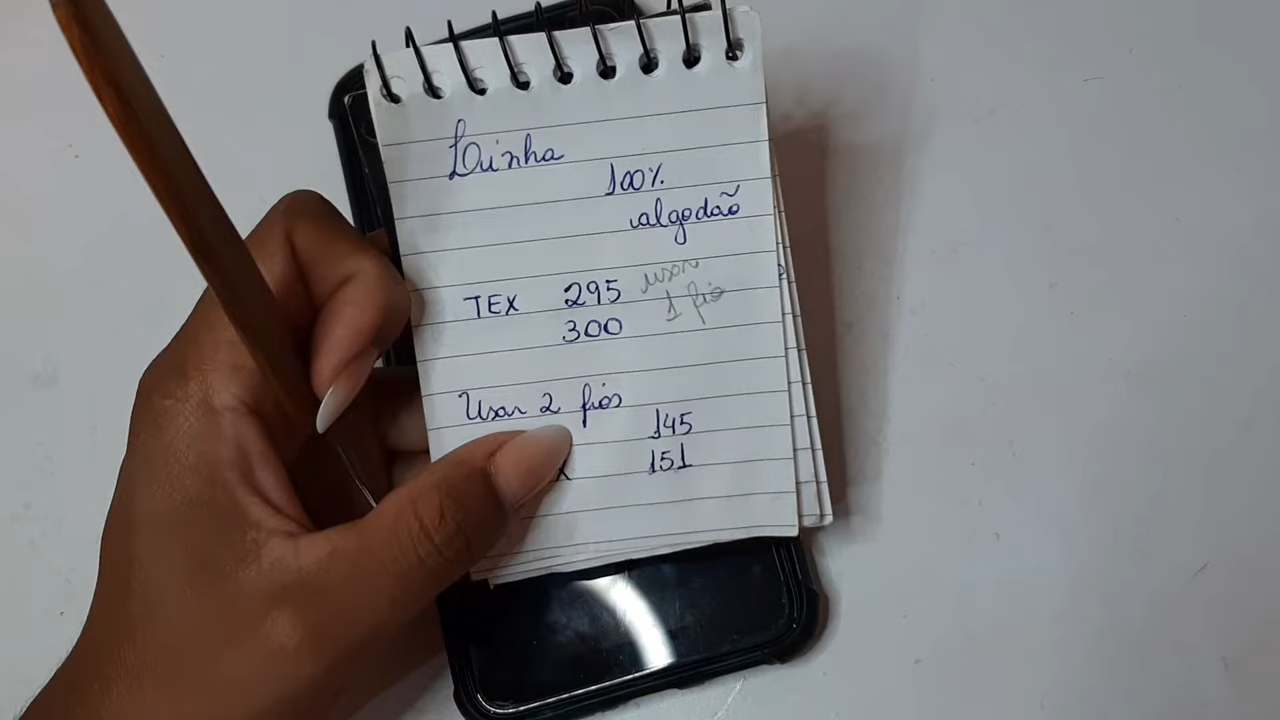 Linha
100%
algodão
TEX 295 usar
300 1 fio
Usar 2 fios
145
x 151